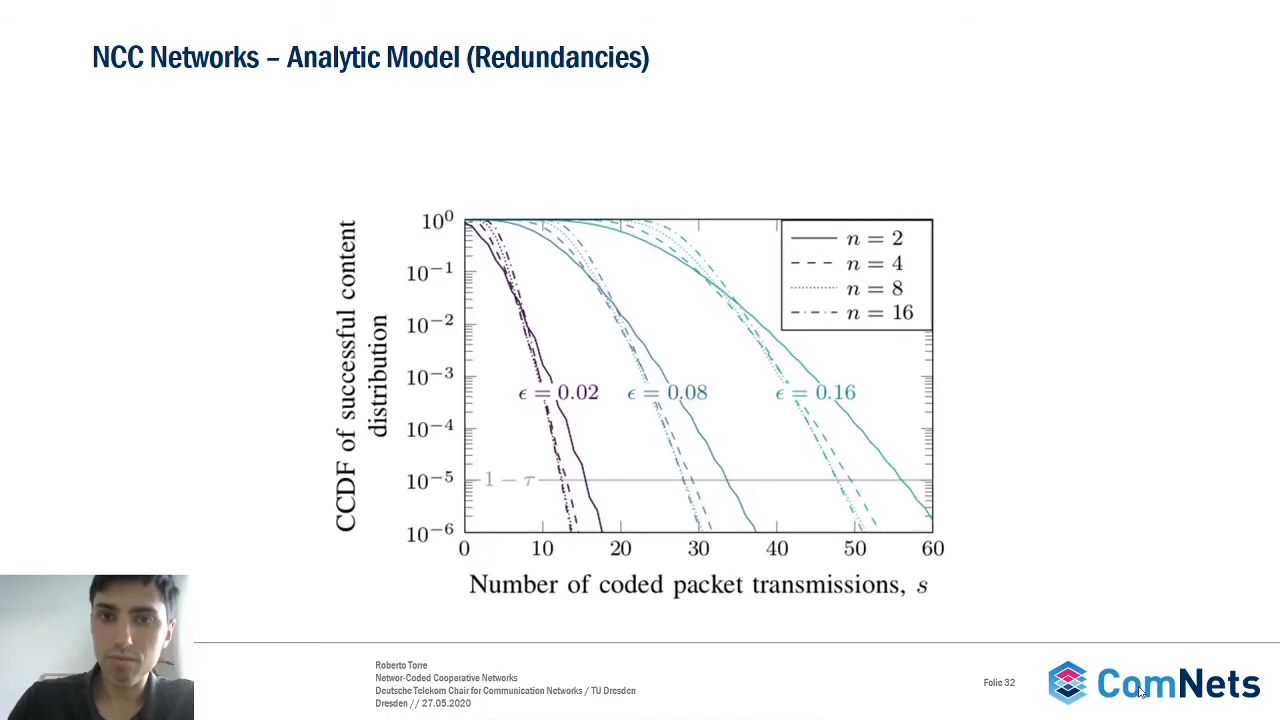 NCC Networks – Analytic Model (Redundancies)
CCDF of successful content
distribution
10⁰
10⁻¹
10⁻²
10⁻³
10⁻⁴
10⁻⁵
10⁻⁶
n = 2
n = 4
n = 8
n = 16
ϵ = 0.02
ϵ = 0.08
ϵ = 0.16
1 − τ
0 10 20 30 40 50 60
Number of coded packet transmissions, s
Roberto Torre
Networ-Coded Cooperative Networks
Deutsche Telekom Chair for Communication Networks / TU Dresden
Dresden // 27.05.2020
Folie 32
ComNets